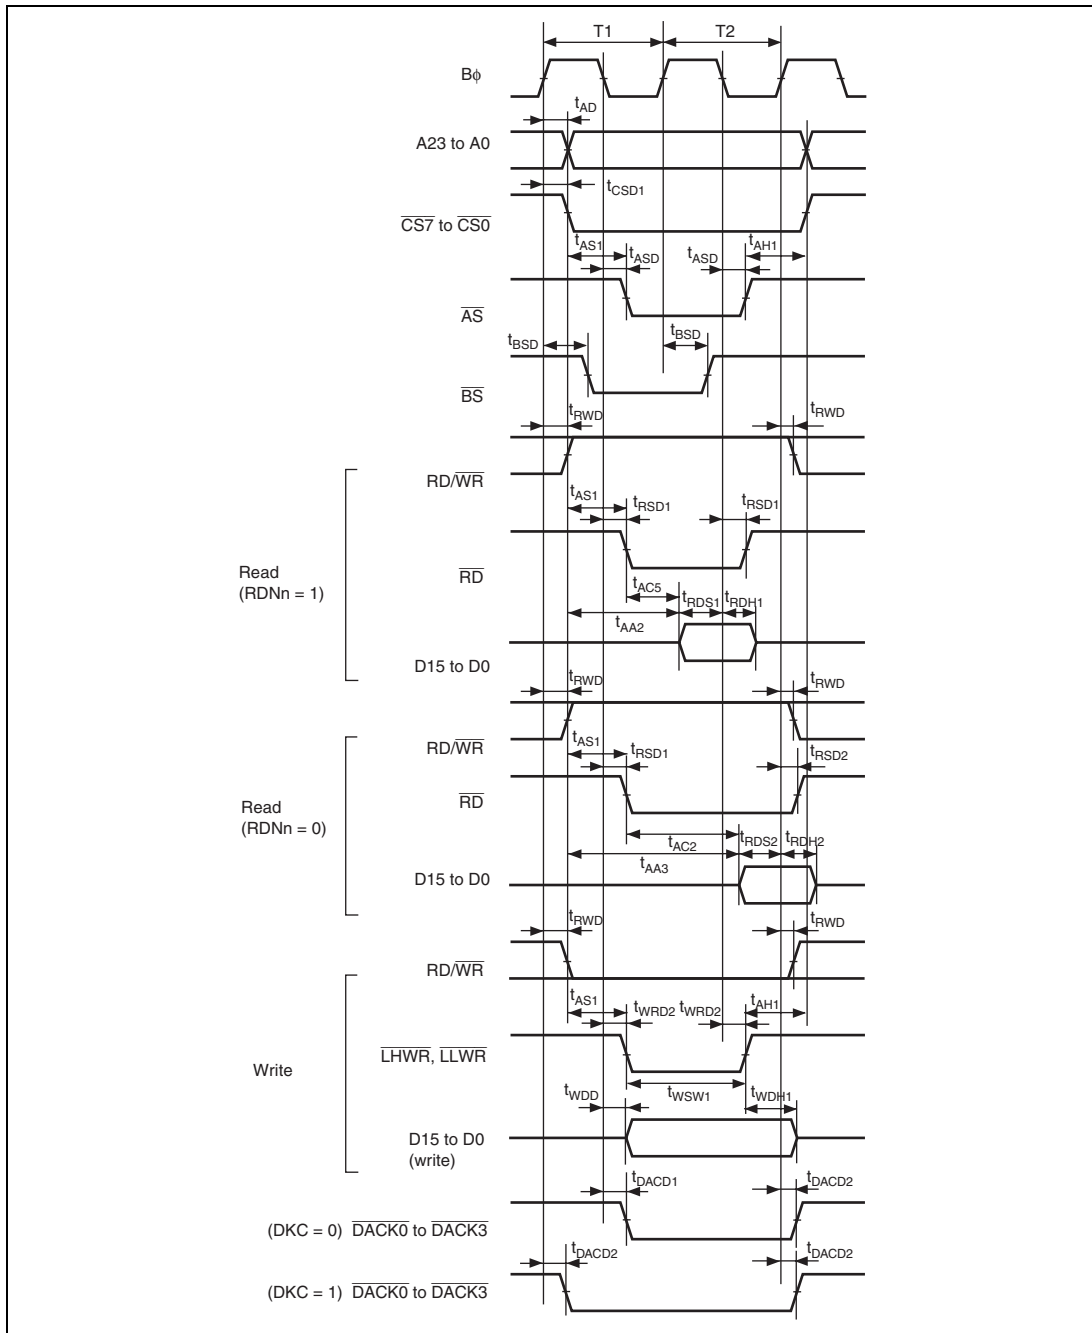 T1 T2
Bϕ
tAD
A23 to A0
tCSD1
CS7 to CS0
tAS1 tASD tASD tAH1
AS
tBSD tBSD
BS
tRWD tRWD
RD/WR
tAS1 tRSD1 tRSD1
Read
(RDNn = 1)
RD
tAC5 tRDS1 tRDH1
tAA2
D15 to D0
tRWD tRWD
RD/WR
tAS1 tRSD1 tRSD2
Read
(RDNn = 0)
RD
tAC2 tRDS2 tRDH2
tAA3
D15 to D0
tRWD tRWD
RD/WR
tAS1 tWRD2 tWRD2 tAH1
Write
LHWR, LLWR
tWDD tWSW1 tWDH1
D15 to D0
(write)
tDACD1 tDACD2
(DKC = 0) DACK0 to DACK3
tDACD2 tDACD2
(DKC = 1) DACK0 to DACK3